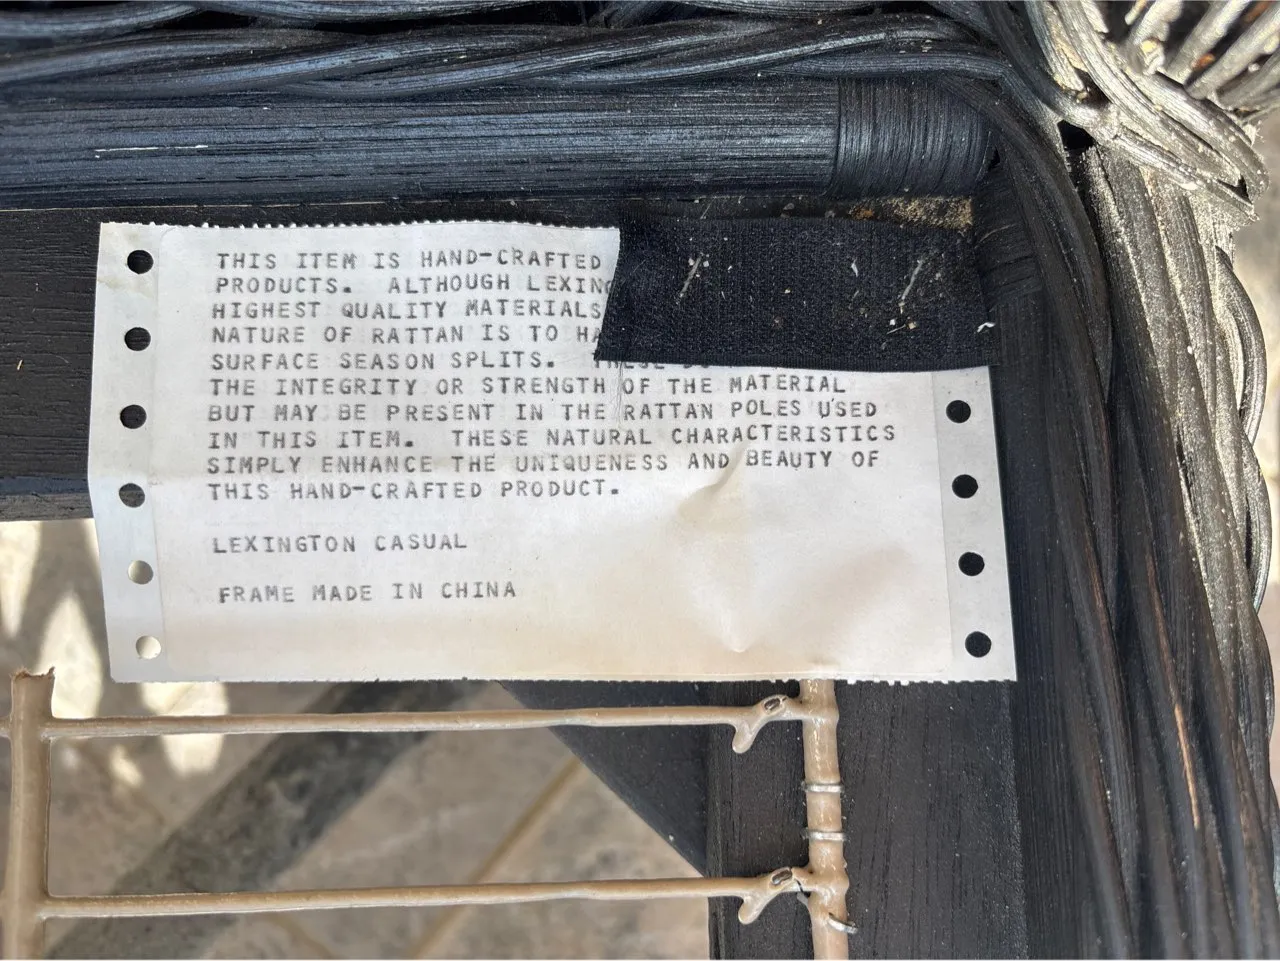 THIS ITEM IS HAND-CRAFTED
PRODUCTS. ALTHOUGH
HIGHEST QUALITY MATERIALS
NATURE OF RATTAN IS TO
SURFACE SEASON SPLITS.
THE INTEGRITY OR STRENGTH OF THE MATERIAL
BUT MAY BE PRESENT IN THE RATTAN POLES USED
IN THIS ITEM. THESE NATURAL CHARACTERISTICS
SIMPLY ENHANCE THE UNIQUENESS AND BEAUTY OF
THIS HAND-CRAFTED PRODUCT.
LEXINGTON CASUAL
FRAME MADE IN CHINA